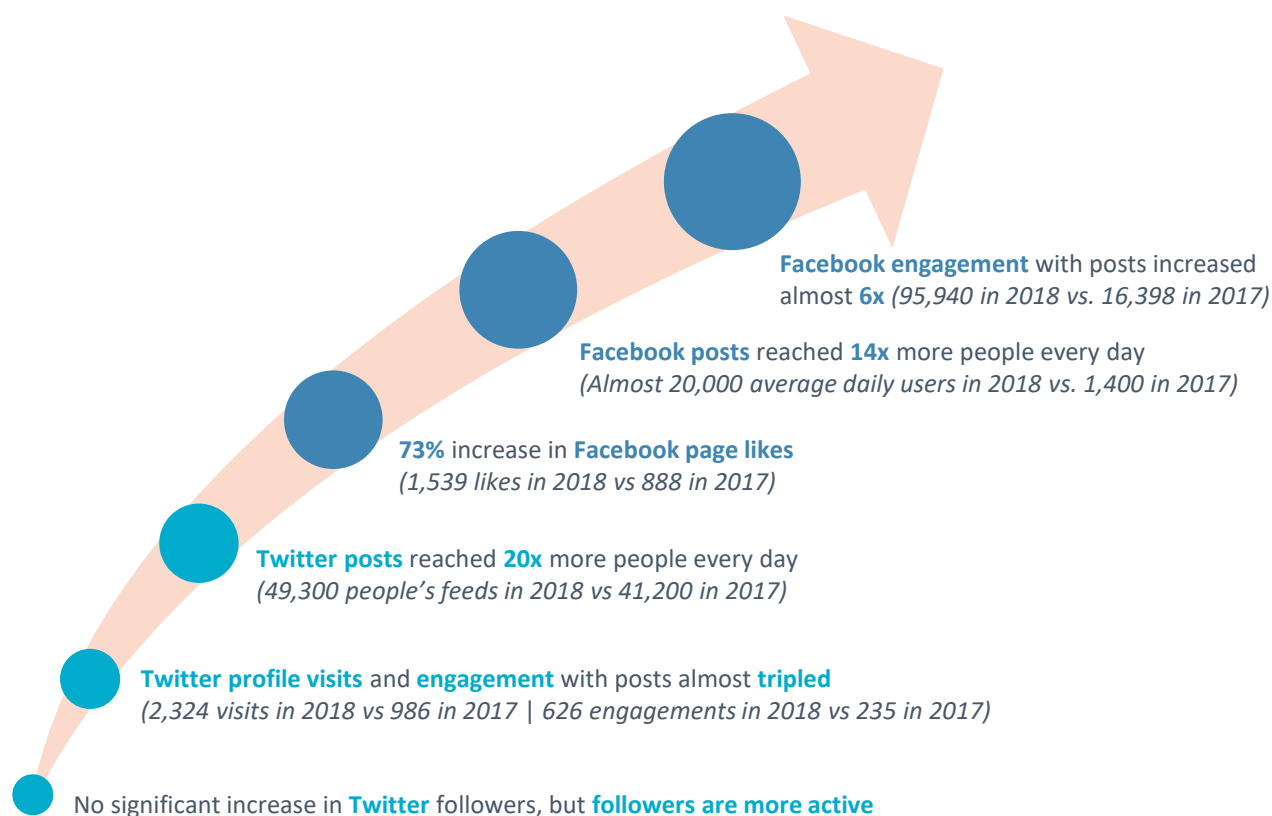 Facebook engagement with posts increased
almost 6x (95,940 in 2018 vs. 16,398 in 2017)
Facebook posts reached 14x more people every day
(Almost 20,000 average daily users in 2018 vs. 1,400 in 2017)
73% increase in Facebook page likes
(1,539 likes in 2018 vs 888 in 2017)
Twitter posts reached 20x more people every day
(49,300 people’s feeds in 2018 vs 41,200 in 2017)
Twitter profile visits and engagement with posts almost tripled
(2,324 visits in 2018 vs 986 in 2017 | 626 engagements in 2018 vs 235 in 2017)
No significant increase in Twitter followers, but followers are more active